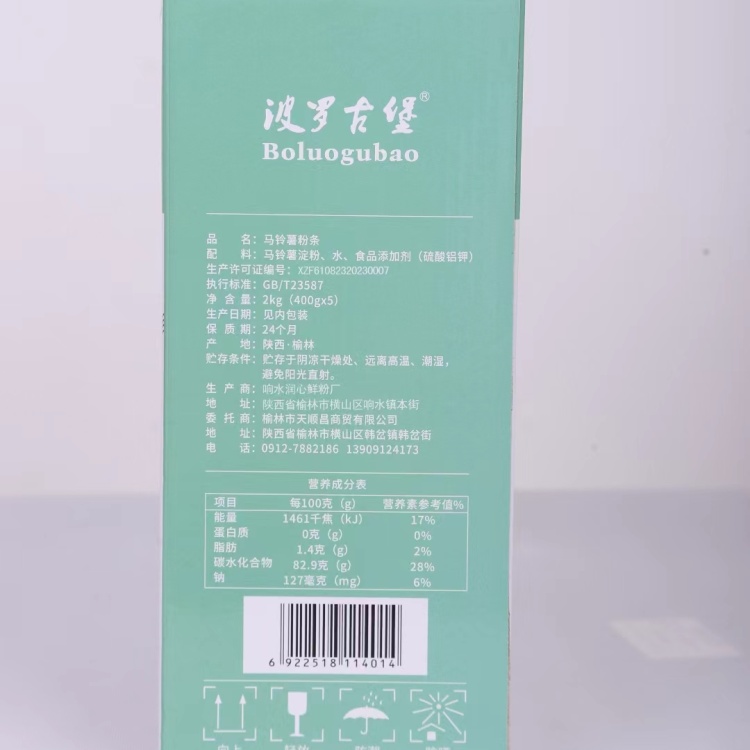 波罗古堡®
Boluogubao
品 名：马铃薯粉条
配 料：马铃薯淀粉、水、食品添加剂（硫酸铝钾）
生产许可证编号：XZF61082320230007
执行标准：GB/T23587
净 含 量：2kg（400gx5）
生产日期：见内包装
保 质 期：24个月
产 地：陕西·榆林
贮存条件：贮存于阴凉干燥处、远离高温、潮湿，
避免阳光直射。
生 产 商：响水润心鲜粉厂
地 址：陕西省榆林市横山区响水镇本街
委 托 商：榆林市天顺昌商贸有限公司
地 址：陕西省榆林市横山区韩岔镇韩岔街
电 话：0912-7882186 13909124173
营养成分表
项目 每100克（g） 营养素参考值%
能量 1461千焦（kJ） 17%
蛋白质 0克（g） 0%
脂肪 1.4克（g） 2%
碳水化合物 82.9克（g） 28%
钠 127毫克（mg） 6%
6 922518 114014